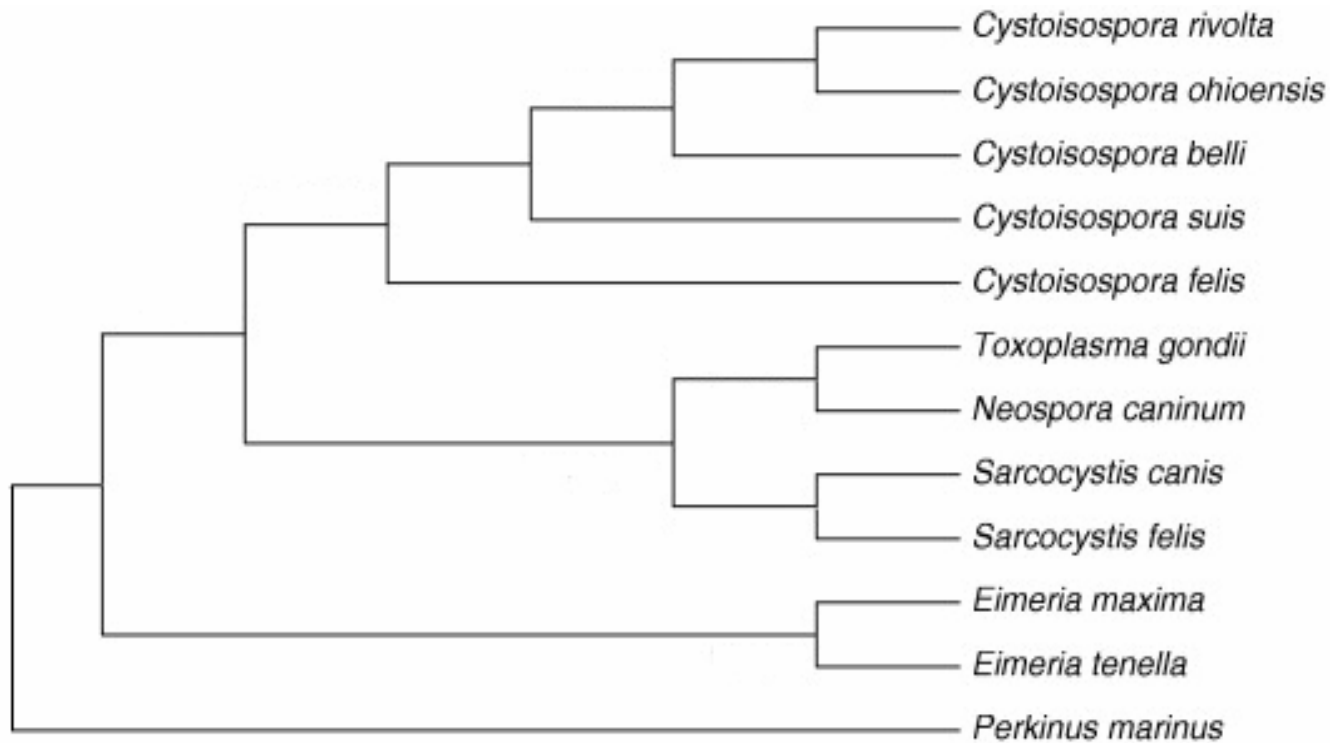 Cystoisospora rivolta
Cystoisospora ohioensis
Cystoisospora belli
Cystoisospora suis
Cystoisospora felis
Toxoplasma gondii
Neospora caninum
Sarcocystis canis
Sarcocystis felis
Eimeria maxima
Eimeria tenella
Perkinus marinus